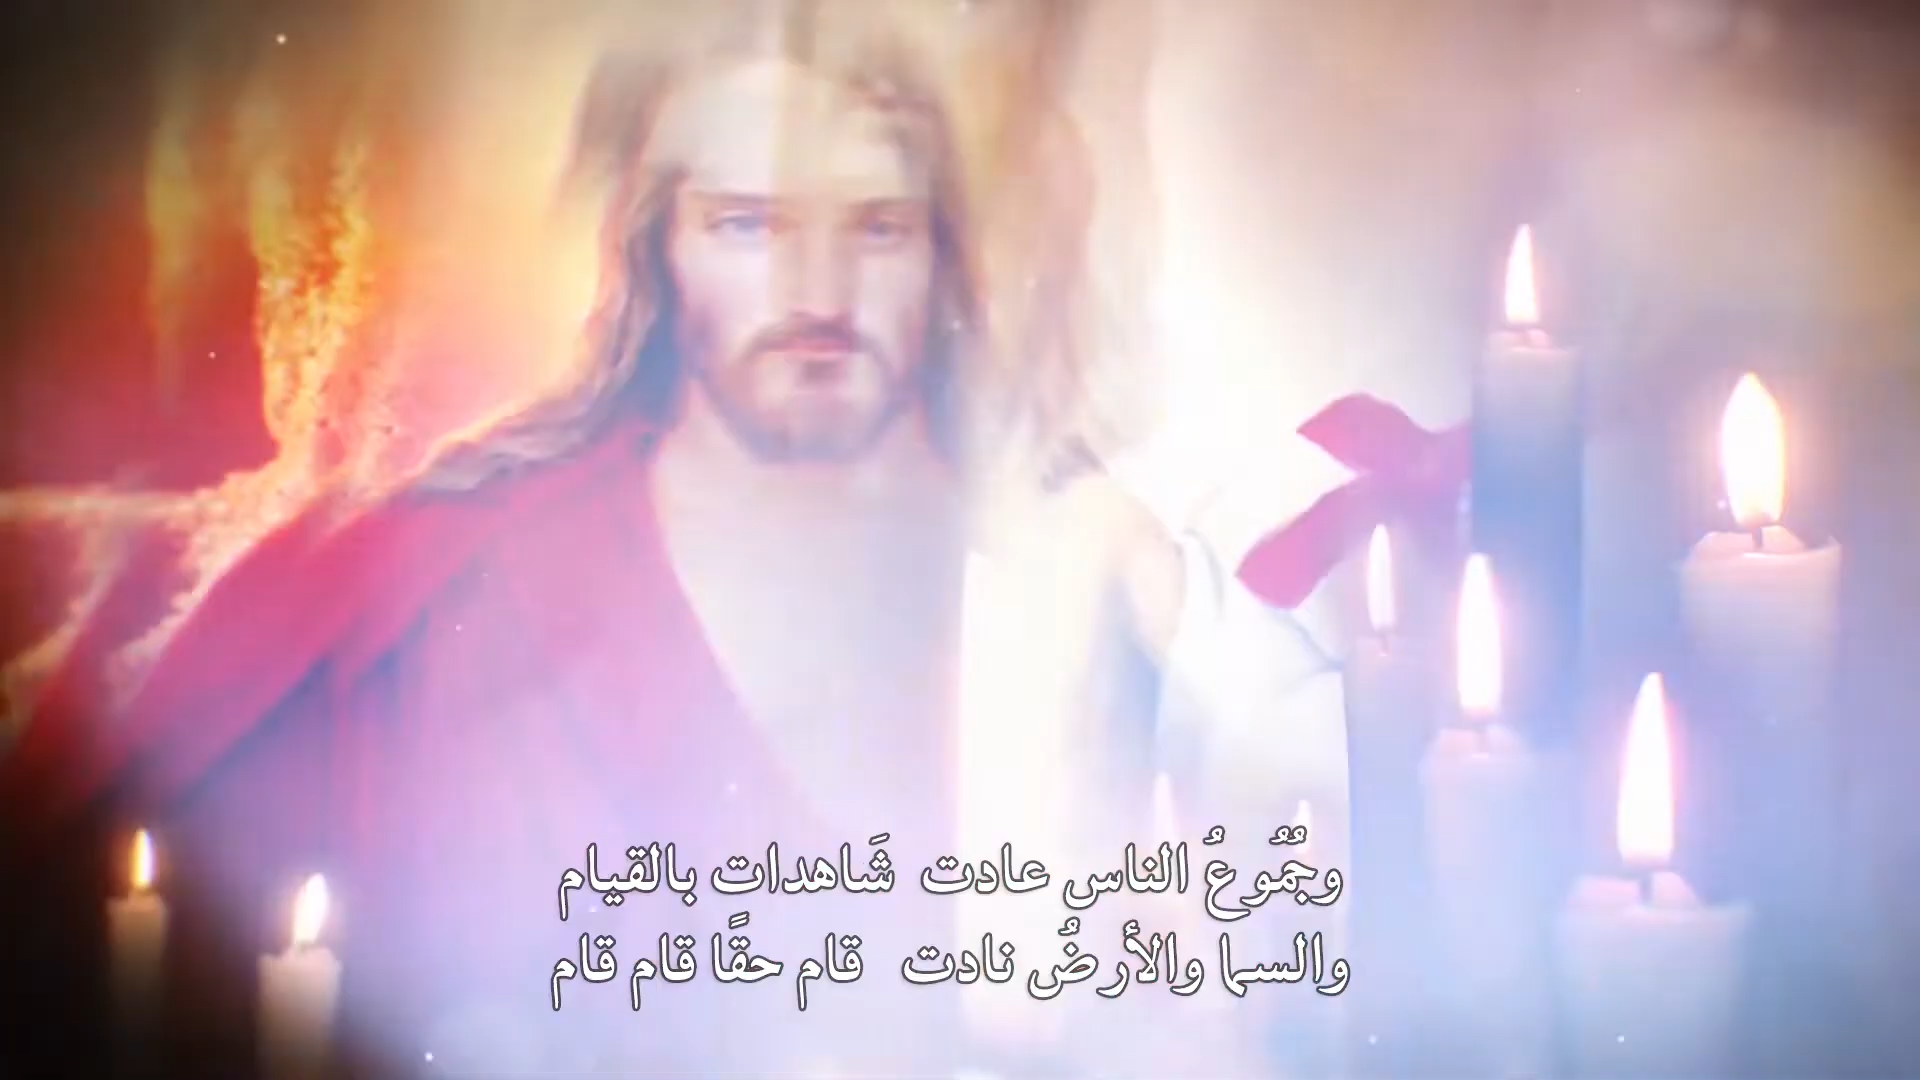 وجُمُوعُ الناس عادت شَاهدات بالقيام
والسما والأرضُ نادت قام حقًا قام قام